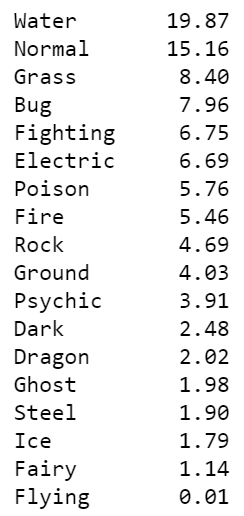 Water 19.87
Normal 15.16
Grass 8.40
Bug 7.96
Fighting 6.75
Electric 6.69
Poison 5.76
Fire 5.46
Rock 4.69
Ground 4.03
Psychic 3.91
Dark 2.48
Dragon 2.02
Ghost 1.98
Steel 1.90
Ice 1.79
Fairy 1.14
Flying 0.01